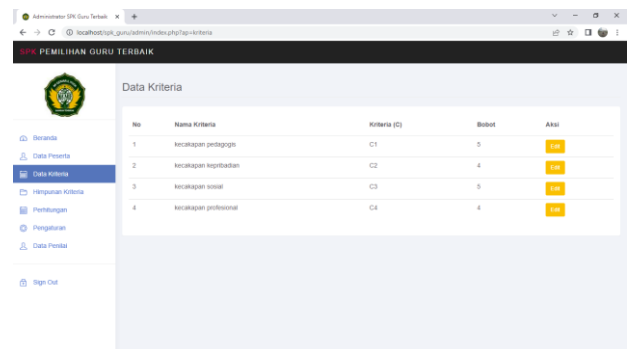 Administrator SPK Guru Terbaik
localhost/spk_guru/admin/index.php?ap=kriteria
SPK PEMILIHAN GURU TERBAIK
Data Kriteria
No Nama Kriteria Kriteria (C) Bobot Aksi
1 kecakapan pedagogis C1 5 Edit
2 kecakapan kepribadian C2 4 Edit
3 kecakapan sosial C3 5 Edit
4 kecakapan profesional C4 4 Edit
Beranda
Data Peserta
Data Kriteria
Himpunan Kriteria
Perhitungan
Pengaturan
Data Penilai
Sign Out